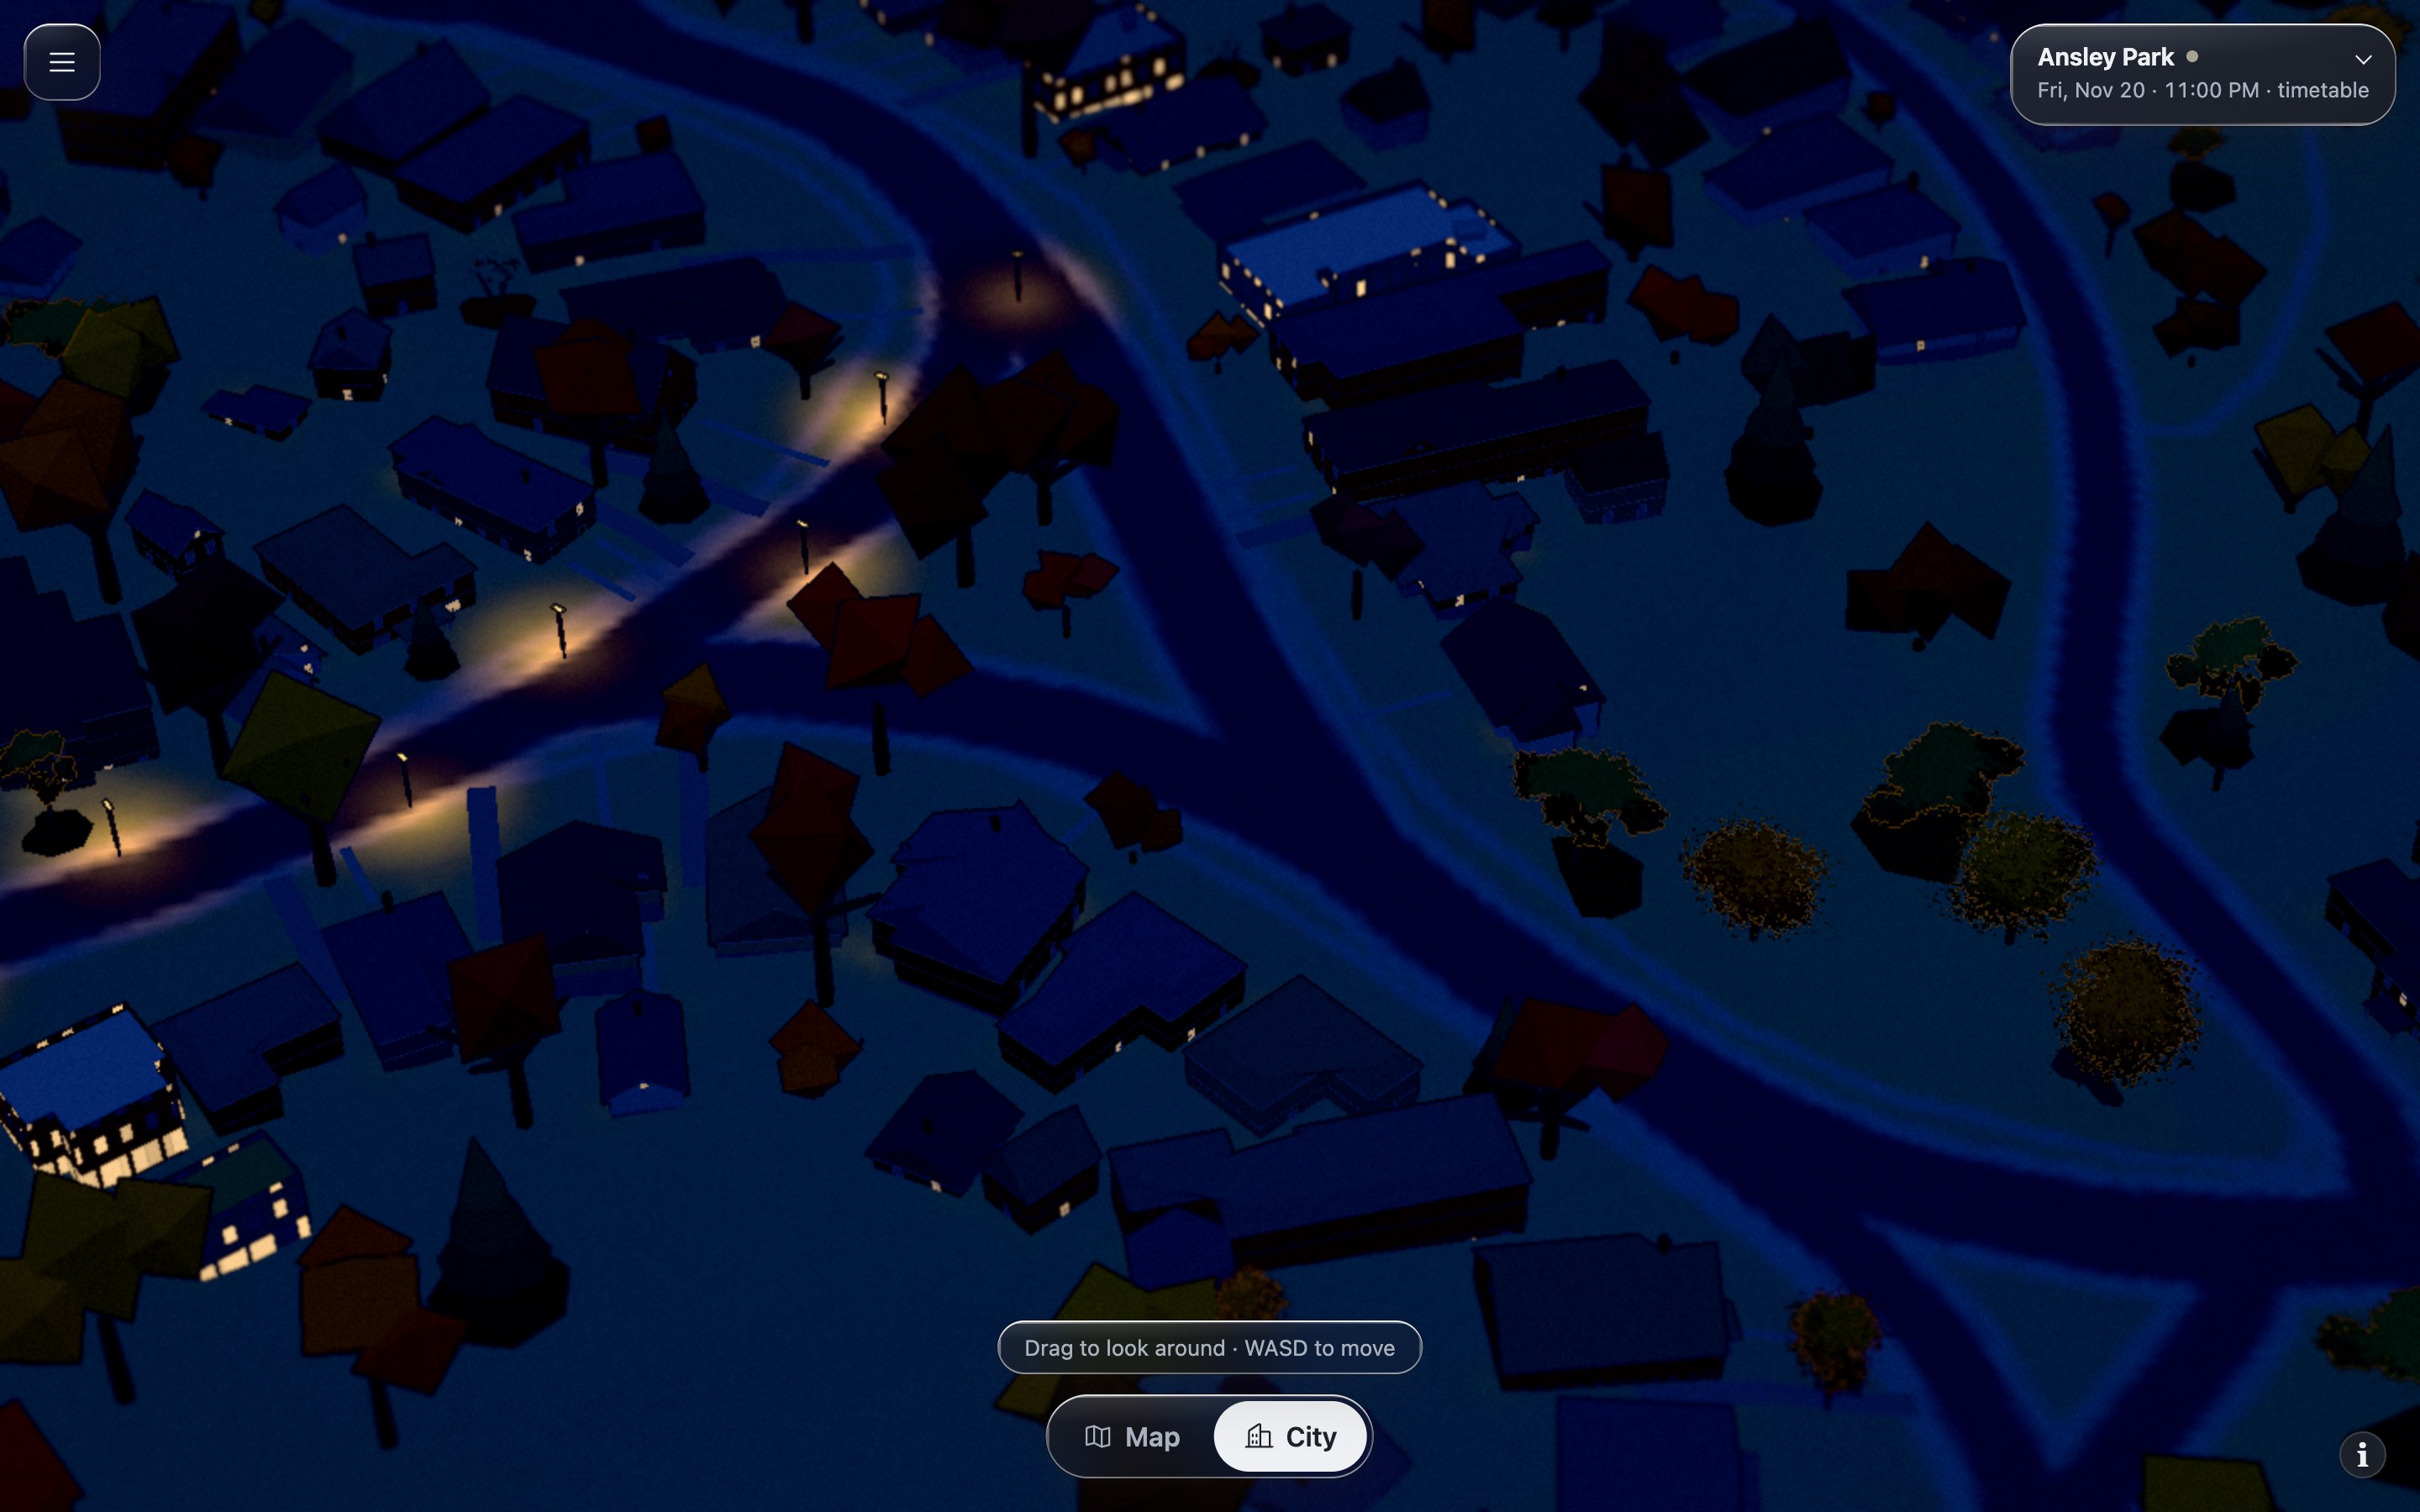 Ansley Park
Fri, Nov 20 · 11:00 PM · timetable
Drag to look around · WASD to move
Map
City
i